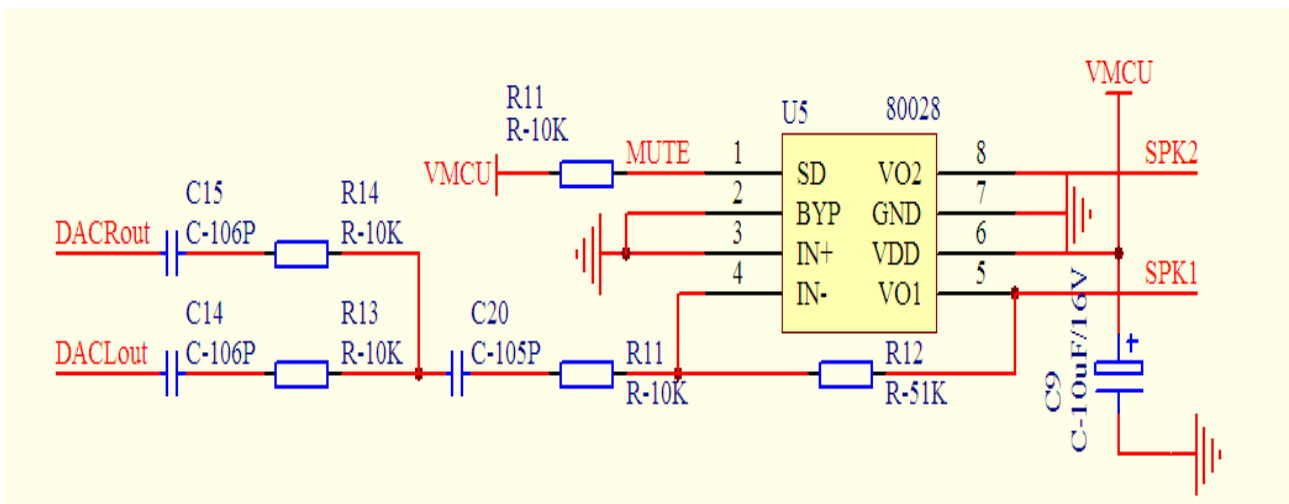 VMCU
R11
R-10K
U5
80028
MUTE
1
8
SPK2
VMCU
SD
VO2
C15
R14
2
7
BYP
GND
DACRout
C-106P
R-10K
3
6
IN+
VDD
4
5
SPK1
IN-
VO1
C14
R13
C20
DACLout
C-106P
R-10K
C-105P
R11
R12
R-10K
R-51K
+
C9
C-10uF/16V